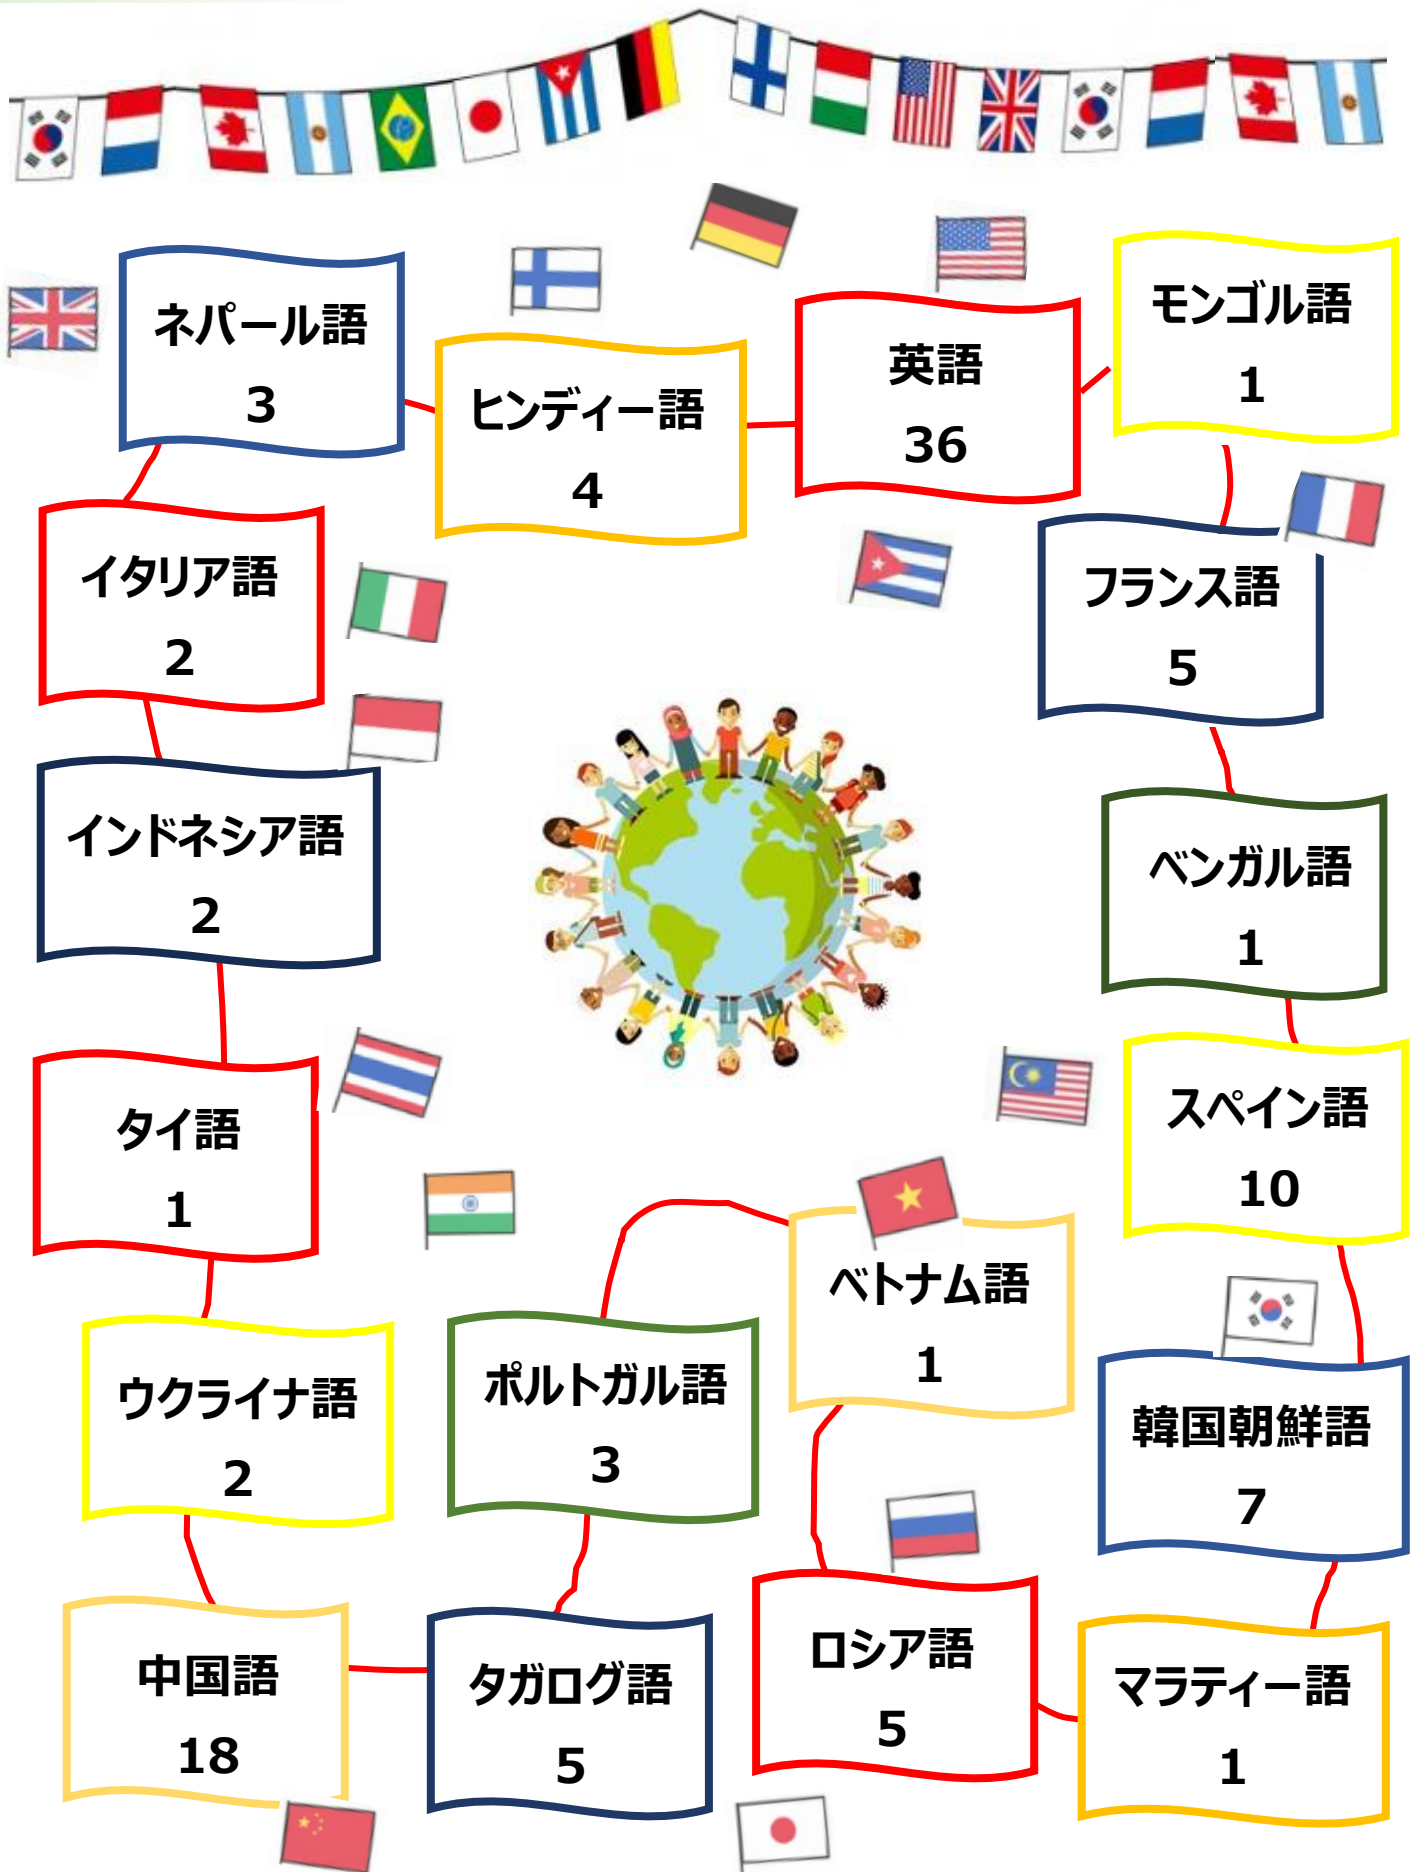 ネパール語
3
ヒンディー語
4
英語
36
モンゴル語
1
イタリア語
2
フランス語
5
インドネシア語
2
ベンガル語
1
タイ語
1
スペイン語
10
ベトナム語
1
ウクライナ語
2
ポルトガル語
3
韓国朝鮮語
7
中国語
18
タガログ語
5
ロシア語
5
マラティー語
1